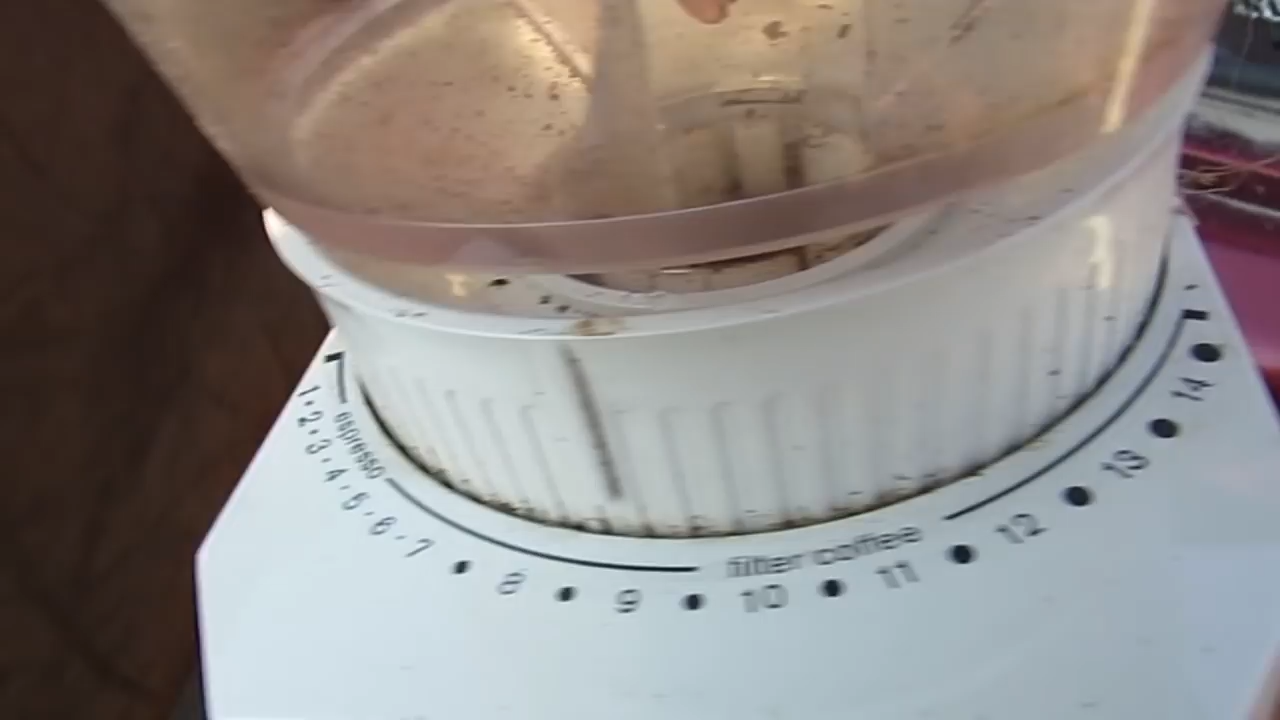 espresso
filter coffee
1 • 2 • 3 • 4 • 5 • 6 • 7 • 8 • 9 • 10 • 11 • 12 • 13 • 14 •